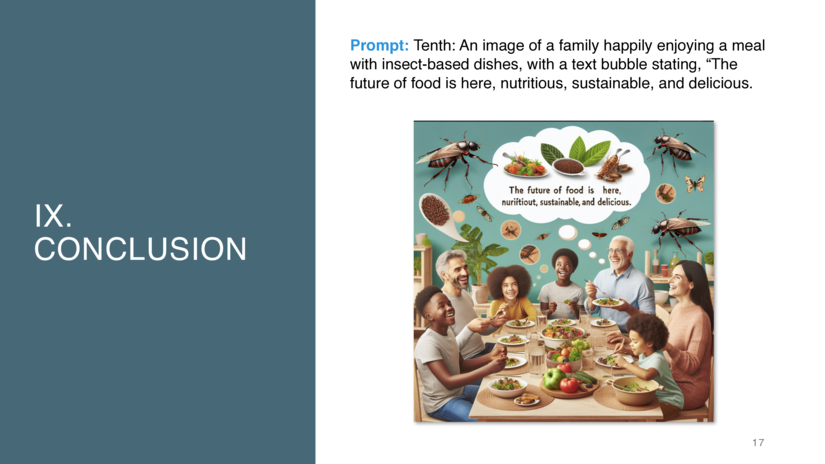 IX.
CONCLUSION
Prompt: Tenth: An image of a family happily enjoying a meal
with insect-based dishes, with a text bubble stating, “The
future of food is here, nutritious, sustainable, and delicious.
The future of food is here,
nuriftiout, sustainable, and delicious.
17